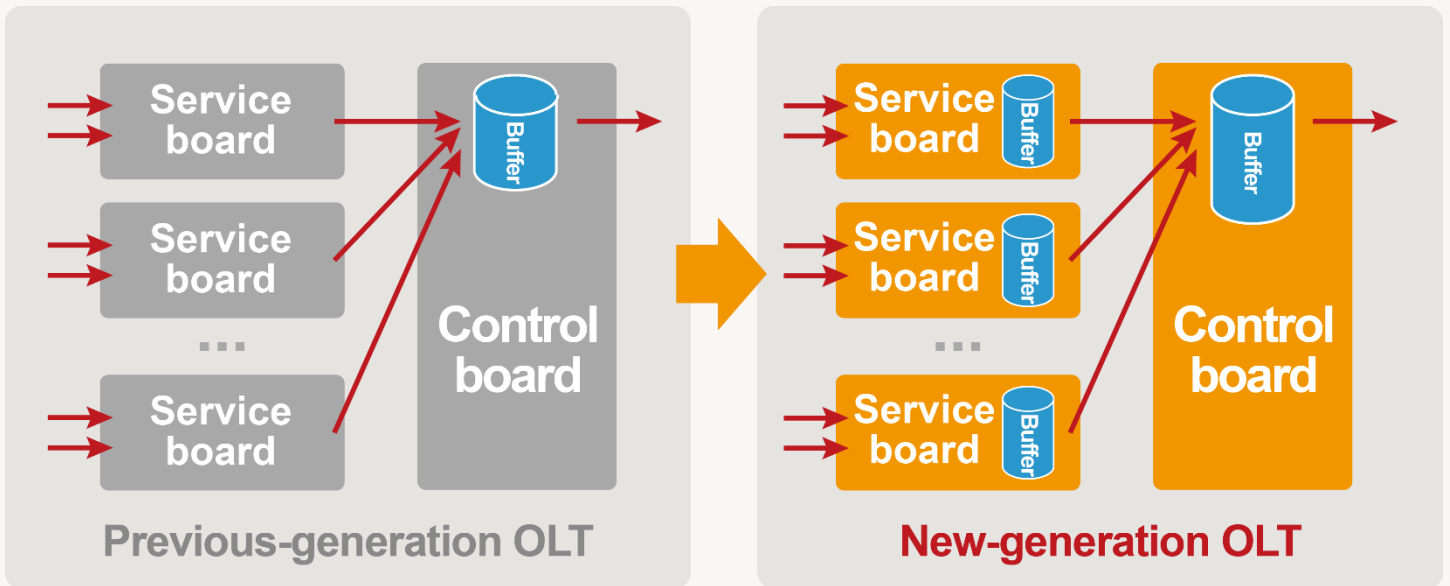 Service
board
Buffer
Service
board
...
Service
board
Control
board
Previous-generation OLT
Service
board
Buffer
Buffer
Service
board
Buffer
...
Service
board
Buffer
Control
board
New-generation OLT